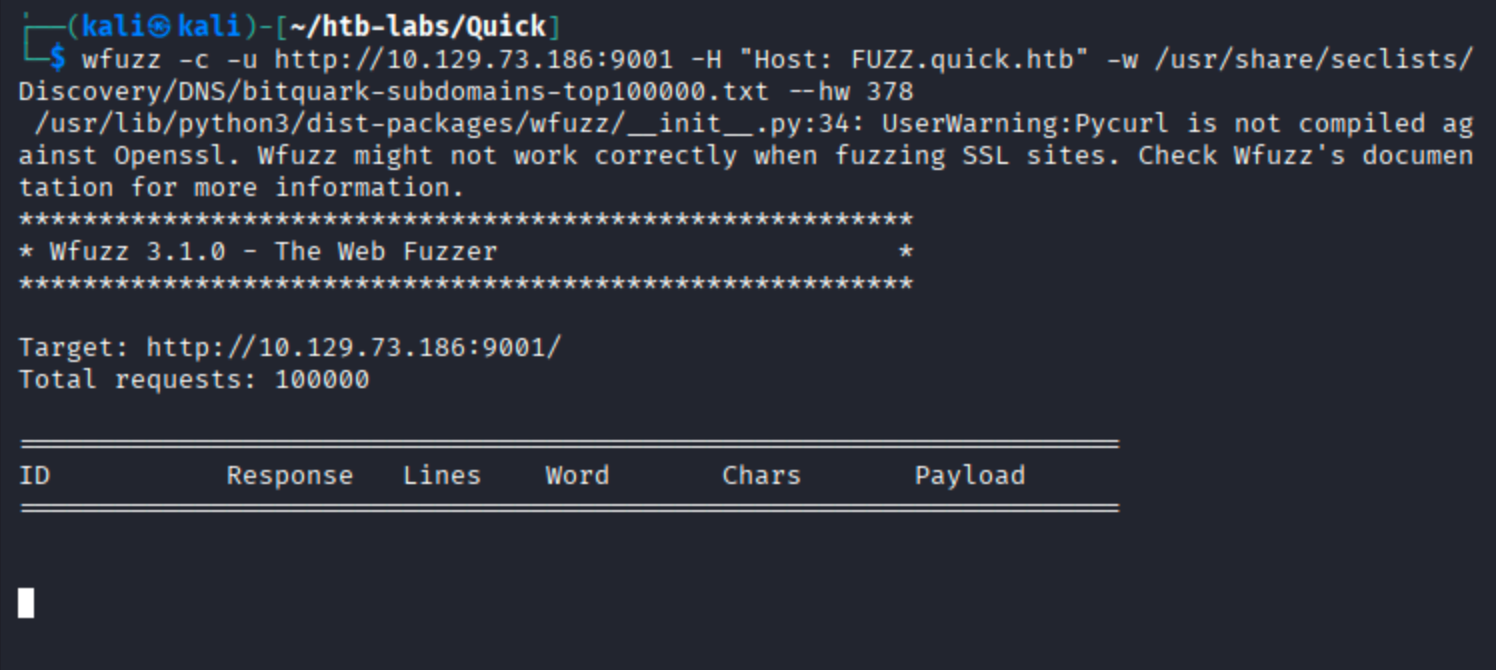 ┌──(kali㉿kali)-[~/htb-labs/Quick]
└─$ wfuzz -c -u http://10.129.73.186:9001 -H "Host: FUZZ.quick.htb" -w /usr/share/seclists/
Discovery/DNS/bitquark-subdomains-top100000.txt --hw 378
 /usr/lib/python3/dist-packages/wfuzz/__init__.py:34: UserWarning:Pycurl is not compiled ag
ainst Openssl. Wfuzz might not work correctly when fuzzing SSL sites. Check Wfuzz's documen
tation for more information.
********************************************************
* Wfuzz 3.1.0 - The Web Fuzzer                         *
********************************************************

Target: http://10.129.73.186:9001/
Total requests: 100000

=====================================================================
ID           Response   Lines    Word       Chars       Payload
=====================================================================